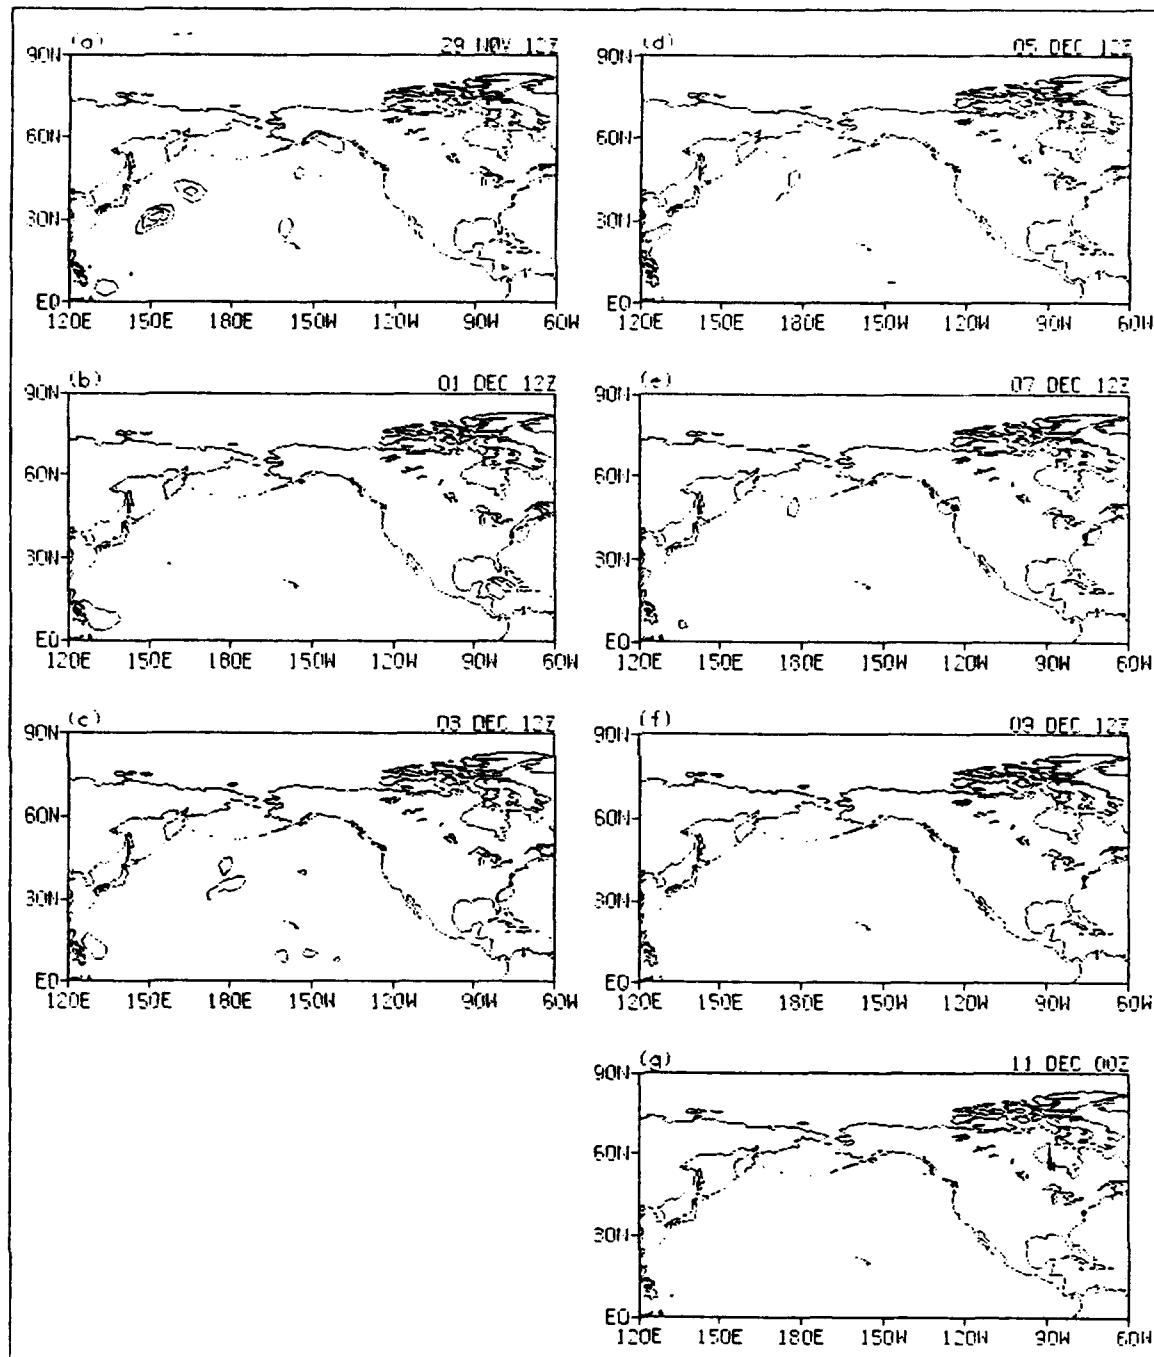 (a) 29 NOV 12Z
90N
60N
30N
EQ
120E 150E 180E 150W 120W 90W 60W
(b) 01 DEC 12Z
90N
60N
30N
EQ
120E 150E 180E 150W 120W 90W 60W
(c) 03 DEC 12Z
90N
60N
30N
EQ
120E 150E 180E 150W 120W 90W 60W
(d) 05 DEC 12Z
90N
60N
30N
EQ
120E 150E 180E 150W 120W 90W 60W
(e) 07 DEC 12Z
90N
60N
30N
EQ
120E 150E 180E 150W 120W 90W 60W
(f) 09 DEC 12Z
90N
60N
30N
EQ
120E 150E 180E 150W 120W 90W 60W
(g) 11 DEC 00Z
90N
60N
30N
EQ
120E 150E 180E 150W 120W 90W 60W